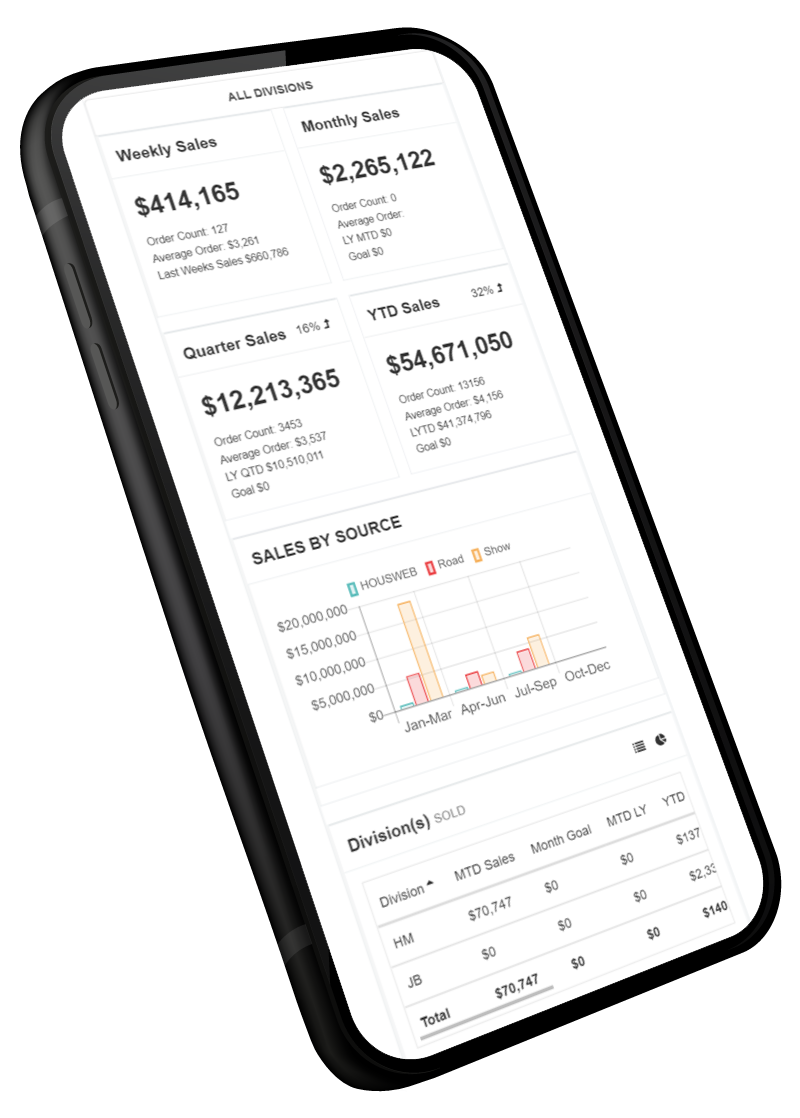 ALL DIVISIONS
Weekly Sales
$414,165
Order Count: 127
Average Order: $3,261
Last Weeks Sales $660,786
Monthly Sales
$2,265,122
Order Count: 0
Average Order:
LY MTD $0
Goal $0
Quarter Sales 16%
$12,213,365
Order Count: 3453
Average Order: $3,537
LY QTD $10,510,011
Goal $0
YTD Sales 32%
$54,671,050
Order Count: 13156
Average Order: $4,156
LYTD $41,374,796
Goal $0
SALES BY SOURCE
HOUSWEB Road Show
$20,000,000
$15,000,000
$10,000,000
$5,000,000
$0
Jan-Mar Apr-Jun Jul-Sep Oct-Dec
Division(s) SOLD
Division MTD Sales Month Goal MTD LY YTD
HM $70,747 $0 $0 $137
JB $0 $0 $0 $2,33
Total $70,747 $0 $0 $140